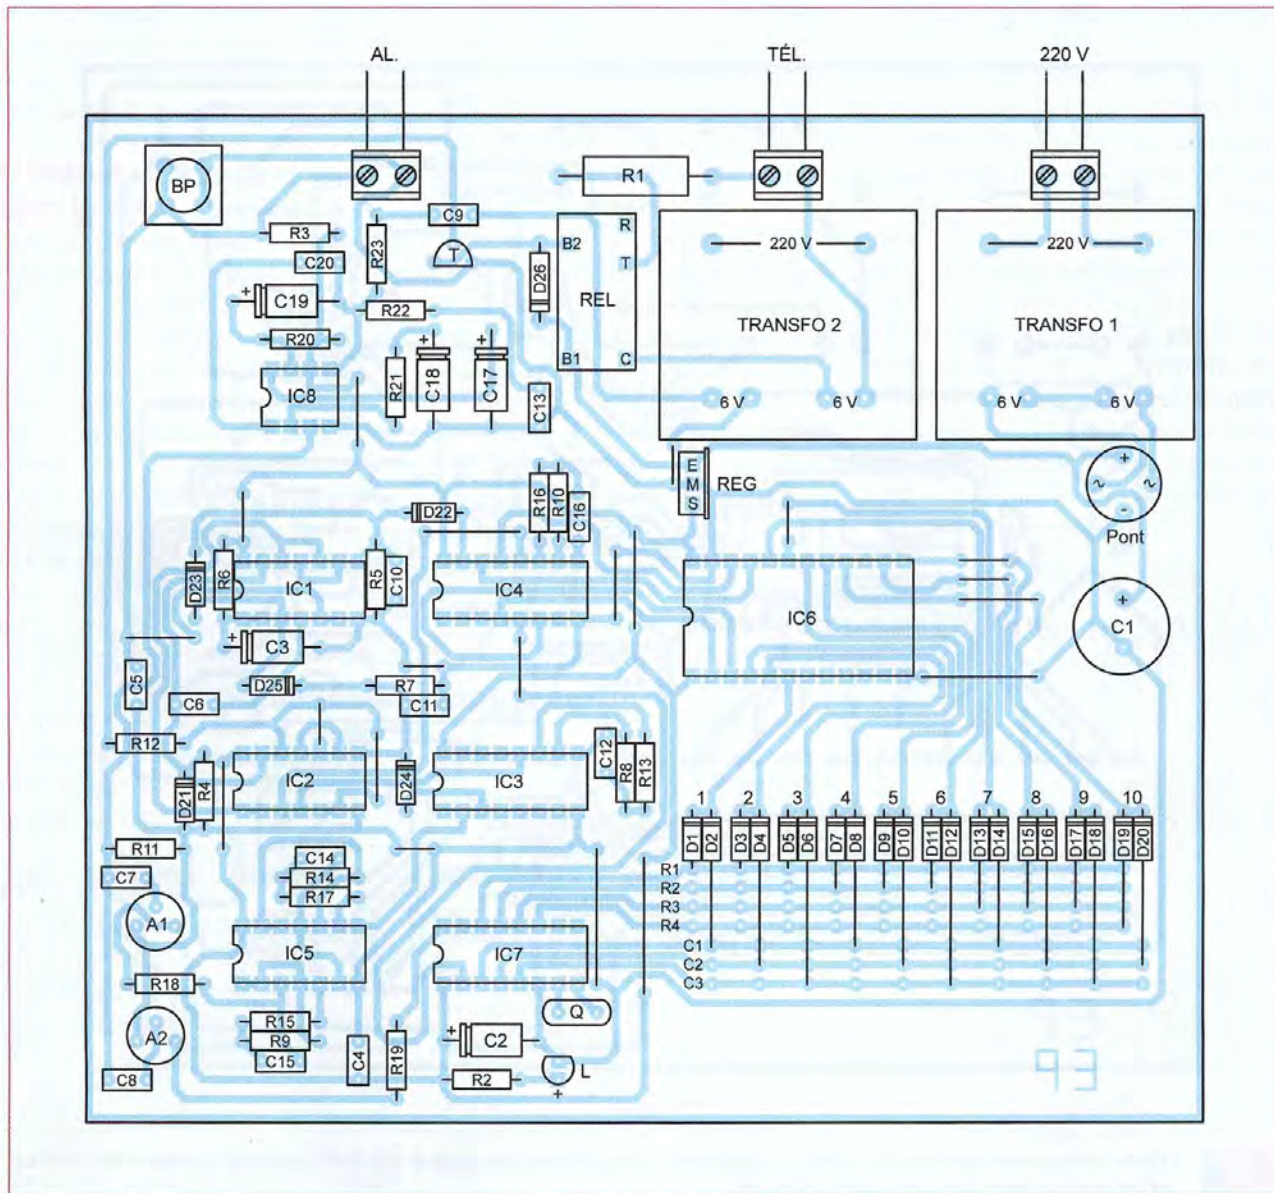 AL. TÉL. 220 V
BP R1
R3 C9 R
R23 B2 220 V 220 V
C20 T T
D26
C19 REL
R22 TRANSFO 2 TRANSFO 1
R20
B1 C
R21 C18 C17
IC8 C13 6 V 6 V 6 V 6 V
E
M REG
S
Pont
D22 R16 R10 C16
D23 R6 IC1 R5 C10 IC4 IC6 C1
C3
C5 D25 R7
C6 C11
R12 C12
D21 R4 IC2 D24 IC3 R8 R13
1 2 3 4 5 6 7 8 9 10
D1 D2 D3 D4 D5 D6 D7 D8 D9 D10 D11 D12 D13 D14 D15 D16 D17 D18 D19 D20
R11 C14
R1
C7 R14 R2
R17 R3
A1 R4
IC5 IC7 C1
C2
R18 C3
R15 Q
A2 R9 C2
C15 C4 R19
C8 R2 L
93